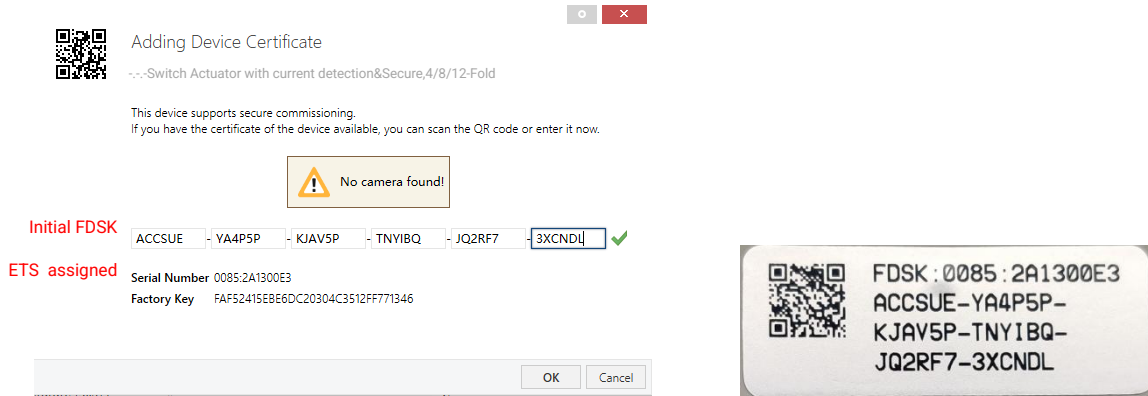 Adding Device Certificate
-.-.-Switch Actuator with current detection&Secure,4/8/12-Fold
This device supports secure commissioning.
If you have the certificate of the device available, you can scan the QR code or enter it now.
No camera found!
Initial FDSK ACCSUE - YA4P5P - KJAV5P - TNYIBQ - JQ2RF7 - 3XCNDL
ETS assigned
Serial Number 0085:2A1300E3
Factory Key FAF52415EBE6DC20304C3512FF771346
OK Cancel
FDSK:0085:2A1300E3
ACCSUE-YA4P5P-
KJAV5P-TNYIBQ-
JQ2RF7-3XCNDL